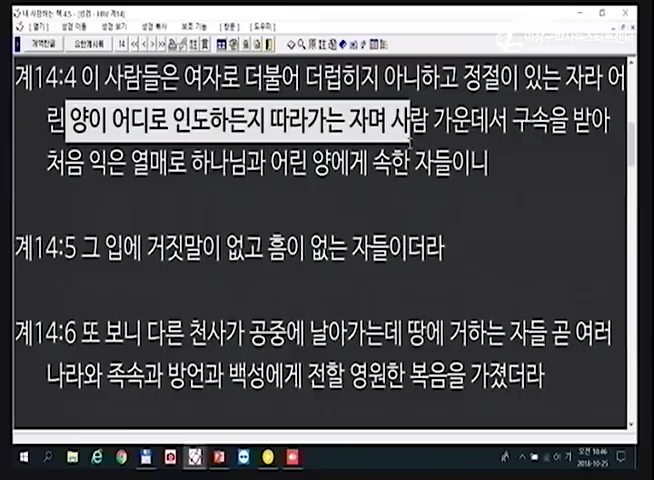 계14:4 이 사람들은 여자로 더불어 더럽히지 아니하고 정절이 있는 자라 어
린 양이 어디로 인도하든지 따라가는 자며 사람 가운데서 구속을 받아
처음 익은 열매로 하나님과 어린 양에게 속한 자들이니
계14:5 그 입에 거짓말이 없고 흠이 없는 자들이더라
계14:6 또 보니 다른 천사가 공중에 날아가는데 땅에 거하는 자들 곧 여러
나라와 족속과 방언과 백성에게 전할 영원한 복음을 가졌더라
오전 10:46
2018-10-25